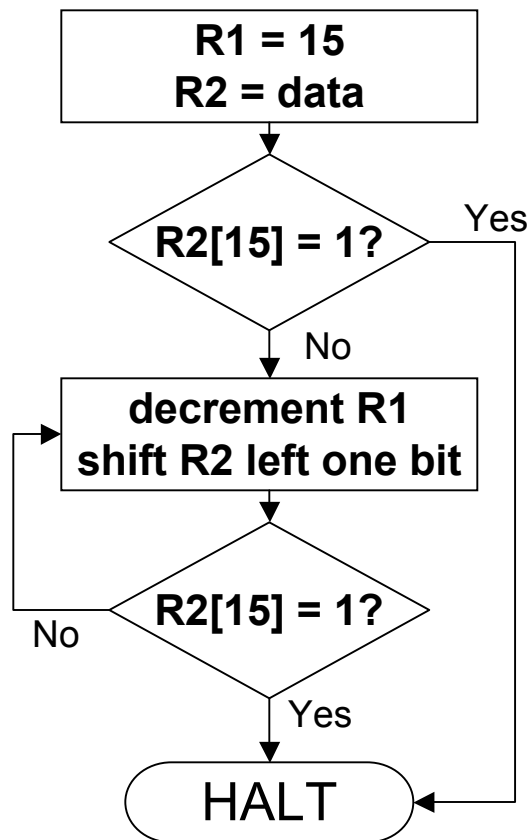 R1 = 15
R2 = data
R2[15] = 1?
Yes
No
decrement R1
shift R2 left one bit
R2[15] = 1?
No
Yes
HALT